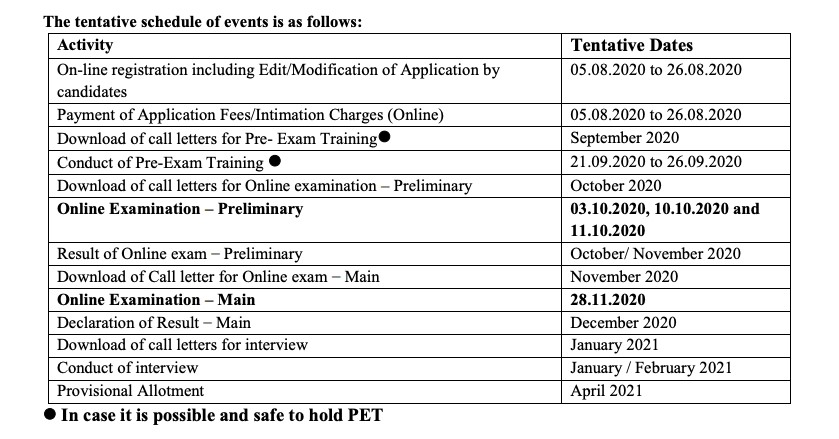 The tentative schedule of events is as follows:
Activity Tentative Dates
On-line registration including Edit/Modification of Application by 05.08.2020 to 26.08.2020
candidates
Payment of Application Fees/Intimation Charges (Online) 05.08.2020 to 26.08.2020
Download of call letters for Pre- Exam Training● September 2020
Conduct of Pre-Exam Training ● 21.09.2020 to 26.09.2020
Download of call letters for Online examination – Preliminary October 2020
Online Examination – Preliminary 03.10.2020, 10.10.2020 and
11.10.2020
Result of Online exam – Preliminary October/ November 2020
Download of Call letter for Online exam – Main November 2020
Online Examination – Main 28.11.2020
Declaration of Result – Main December 2020
Download of call letters for interview January 2021
Conduct of interview January / February 2021
Provisional Allotment April 2021
● In case it is possible and safe to hold PET